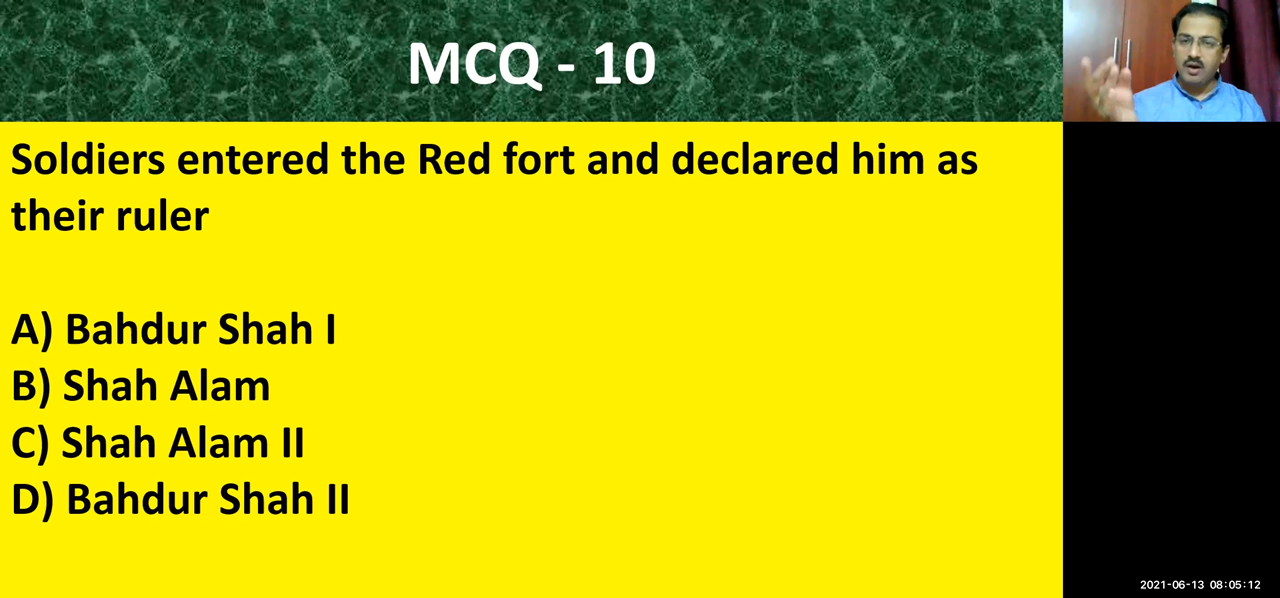 MCQ - 10
Soldiers entered the Red fort and declared him as
their ruler
A) Bahdur Shah I
B) Shah Alam
C) Shah Alam II
D) Bahdur Shah II
2021-06-13 08:05:12